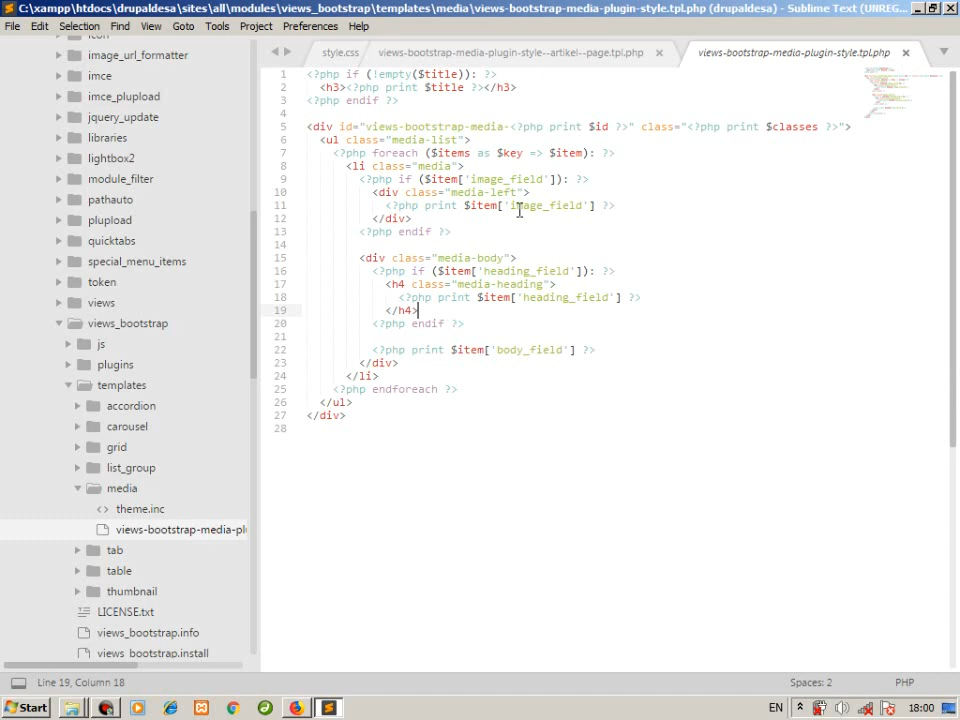 C:\xampp\htdocs\drupaldesa\sites\all\modules\views_bootstrap\templates\media\views-bootstrap-media-plugin-style.tpl.php (drupaldesa) - Sublime Text (UNREG...
File Edit Selection Find View Goto Tools Project Preferences Help
style.css views-bootstrap-media-plugin-style--artikel--page.tpl.php views-bootstrap-media-plugin-style.tpl.php
image_url_formatter
imce
imce_plupload
jquery_update
libraries
lightbox2
module_filter
pathauto
plupload
quicktabs
special_menu_items
token
views
views_bootstrap
js
plugins
templates
accordion
carousel
grid
list_group
media
<> theme.inc
views-bootstrap-media-pl
tab
table
thumbnail
LICENSE.txt
views_bootstrap.info
views_bootstrap.install
1 <?php if (!empty($title)): ?>
2 <h3><?php print $title ?></h3>
3 <?php endif ?>
4
5 <div id="views-bootstrap-media-<?php print $id ?>" class="<?php print $classes ?>">
6 <ul class="media-list">
7 <?php foreach ($items as $key => $item): ?>
8 <li class="media">
9 <?php if ($item['image_field']): ?>
10 <div class="media-left">
11 <?php print $item['image_field'] ?>
12 </div>
13 <?php endif ?>
14
15 <div class="media-body">
16 <?php if ($item['heading_field']): ?>
17 <h4 class="media-heading">
18 <?php print $item['heading_field'] ?>
19 </h4>
20 <?php endif ?>
21
22 <?php print $item['body_field'] ?>
23 </div>
24 </li>
25 <?php endforeach ?>
26 </ul>
27 </div>
28
Line 19, Column 18 Spaces: 2 PHP
Start EN 18:00